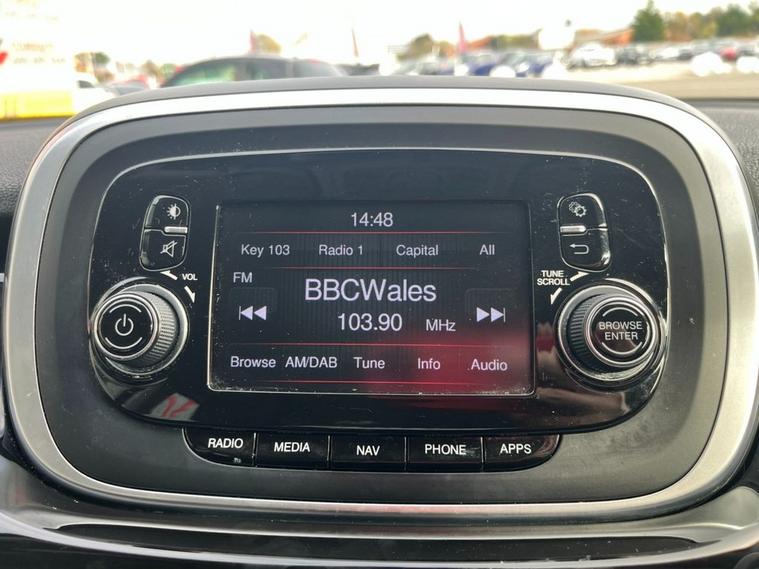 14:48
Key 103 Radio 1 Capital All
FM
BBCWales
103.90 MHz
Browse AM/DAB Tune Info Audio
VOL
TUNE
SCROLL
BROWSE
ENTER
RADIO MEDIA NAV PHONE APPS